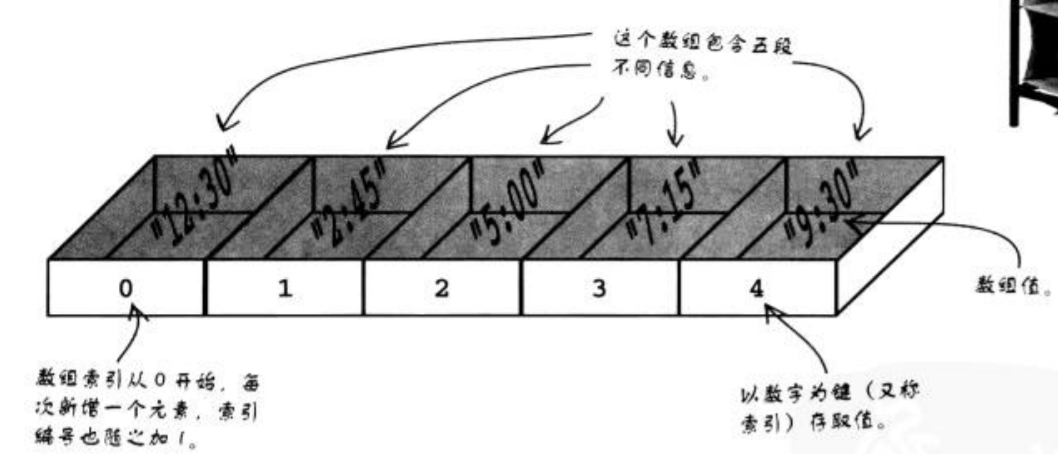 这个数组包含五段
不同信息。
"12:30" "2:45" "5:00" "7:15" "9:30"
0 1 2 3 4
数组值。
数组索引从0开始，每
次新增一个元素，索引
编号也随之加1。
以数字为键（又称
索引）存取值。